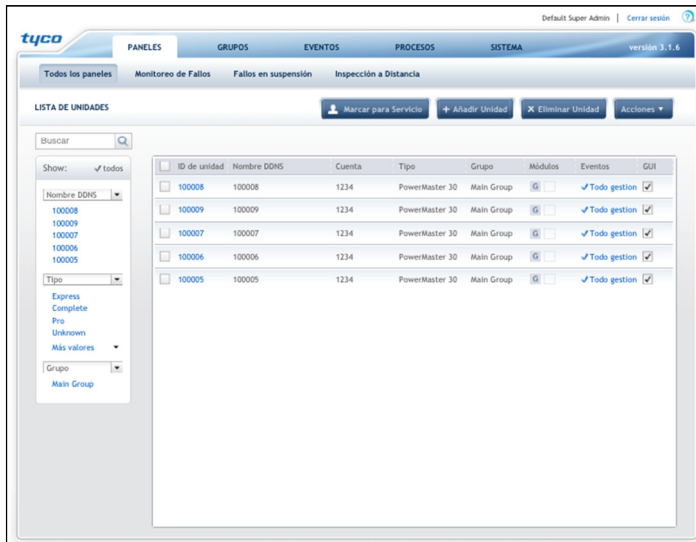 Default Super Admin | Cerrar sesión ?
tyco
PANELES GRUPOS EVENTOS PROCESOS SISTEMA versión 3.1.6
Todos los paneles Monitoreo de Fallos Fallos en suspensión Inspección a Distancia
LISTA DE UNIDADES Marcar para Servicio + Añadir Unidad X Eliminar Unidad Acciones ▼
Buscar
Show: ✓ todos
Nombre DDNS
100008
100009
100007
100006
100005
Tipo
Express
Complete
Pro
Unknown
Más valores
Grupo
Main Group
ID de unidad Nombre DDNS Cuenta Tipo Grupo Módulos Eventos GUI
100008 100008 1234 PowerMaster 30 Main Group G ✓ Todo gestion
100009 100009 1234 PowerMaster 30 Main Group G ✓ Todo gestion
100007 100007 1234 PowerMaster 30 Main Group G ✓ Todo gestion
100006 100006 1234 PowerMaster 30 Main Group G ✓ Todo gestion
100005 100005 1234 PowerMaster 30 Main Group G ✓ Todo gestion